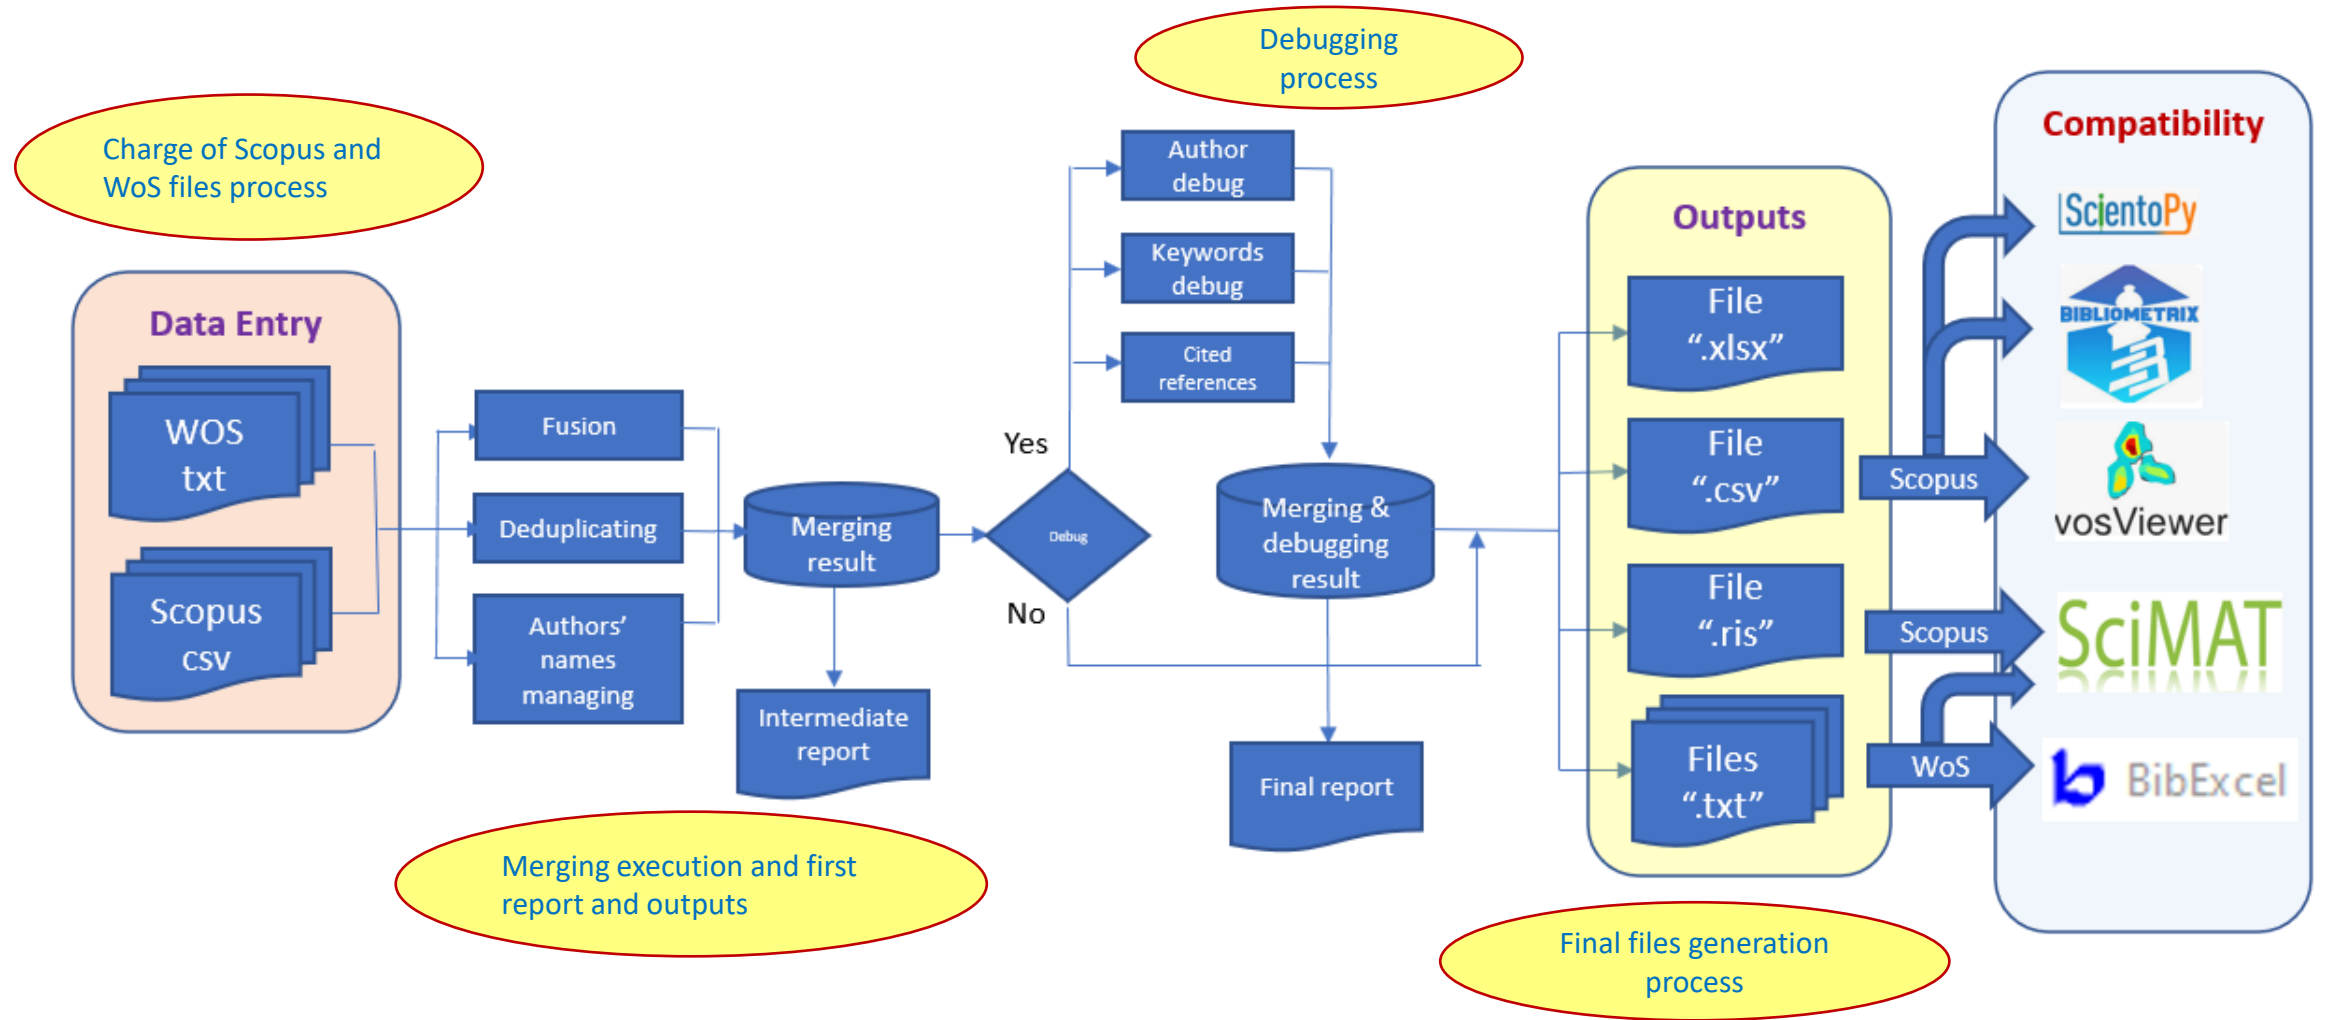 Debugging
process
Charge of Scopus and
WoS files process
Data Entry
WOS
txt
Scopus
csv
Fusion
Deduplicating
Authors’
names
managing
Merging
result
Intermediate
report
Merging execution and first
report and outputs
Debug
Yes
No
Author
debug
Keywords
debug
Cited
references
Merging &
debugging
result
Final report
Outputs
File
“.xlsx”
File
“.csv”
File
“.ris”
Files
“.txt”
Final files generation
process
Scopus
Scopus
WoS
Compatibility
ScientoPy
BIBLIOMETRIX
vosViewer
SciMAT
BibExcel